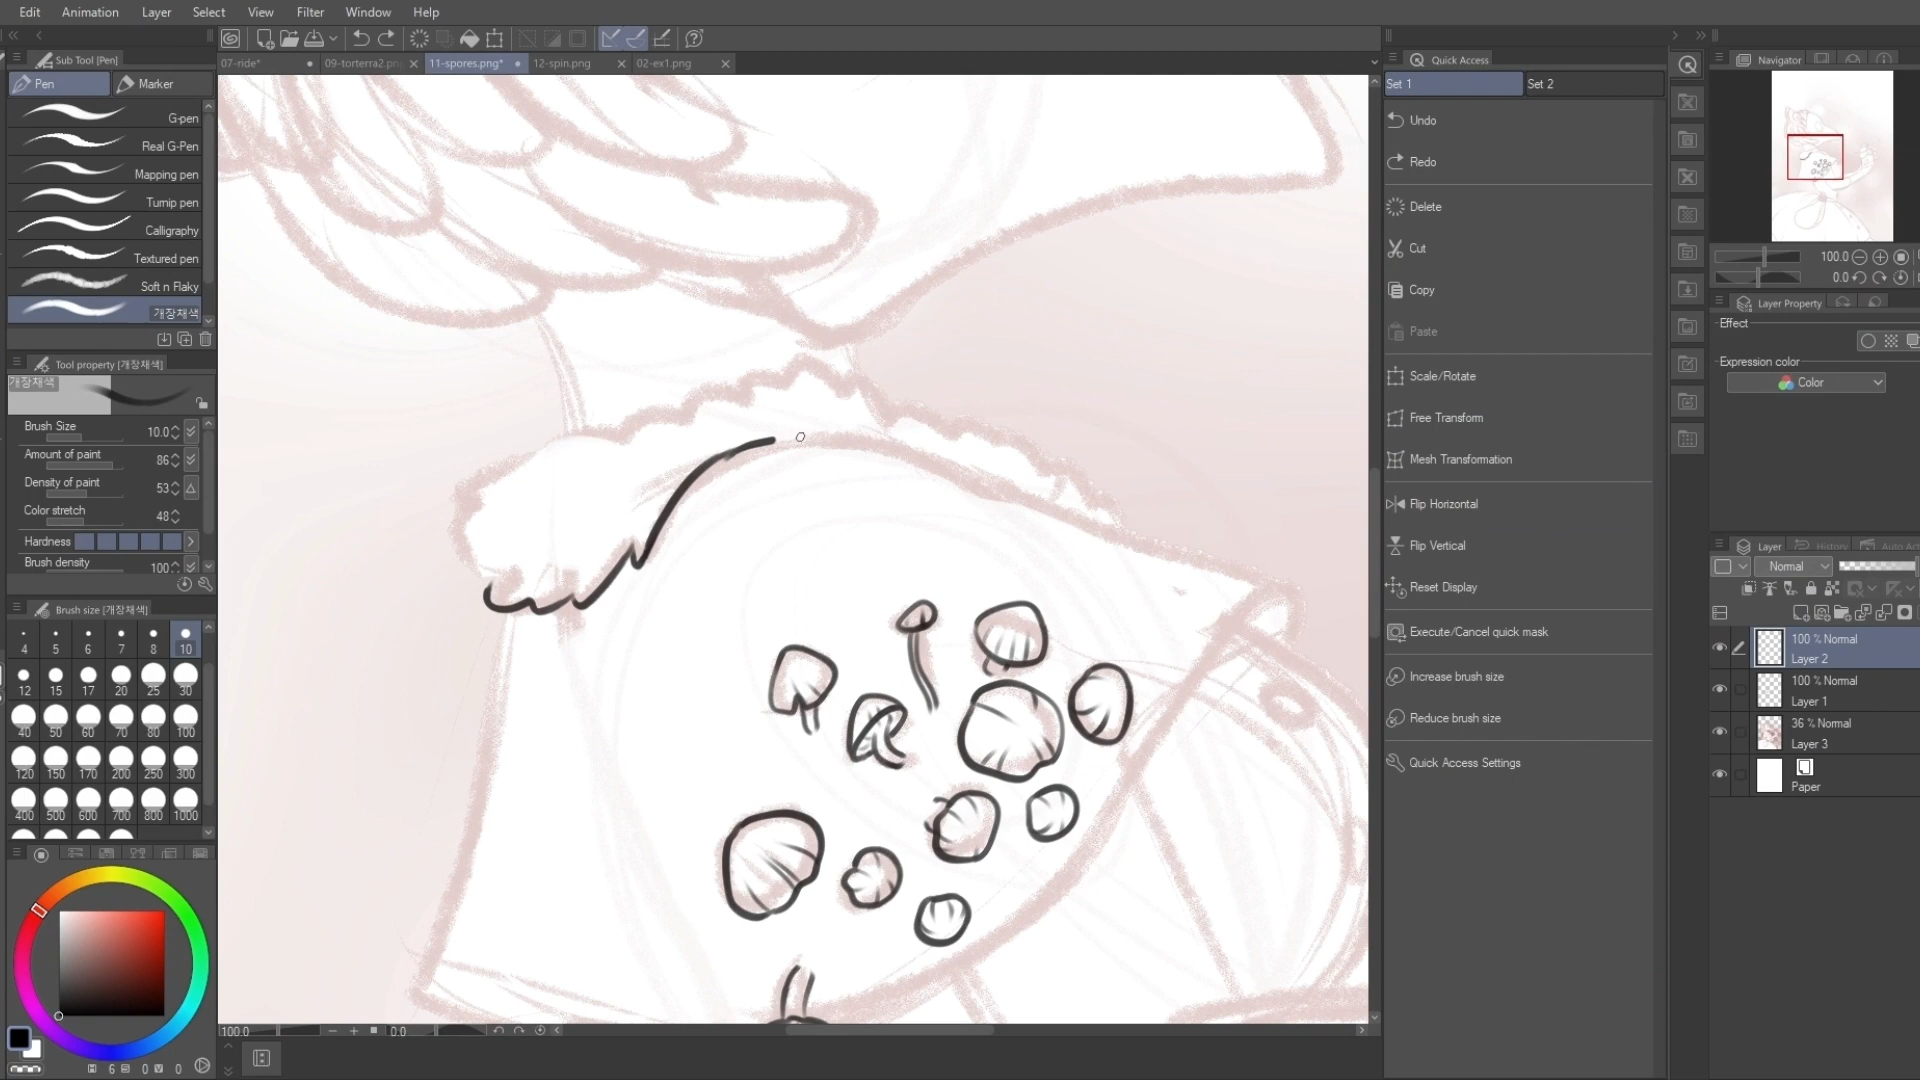 Edit Animation Layer Select View Filter Window Help
07-ride* 09-torterra2.pn 11-spores.png* 12-spin.png 02-ex1.png
Sub Tool [Pen]
Pen Marker
G-pen
Real G-Pen
Mapping pen
Turnip pen
Calligraphy
Textured pen
Soft n Flaky
개장채색
Tool property [개장채색]
개장채색
Brush Size 10.0
Amount of paint 86
Density of paint 53
Color stretch 48
Hardness
Brush density 100
Brush size [개장채색]
4 5 6 7 8 10
12 15 17 20 25 30
40 50 60 70 80 100
120 150 170 200 250 300
400 500 600 700 800 1000
6 0 0
100.0 0.0
Quick Access
Set 1 Set 2
Undo
Redo
Delete
Cut
Copy
Paste
Scale/Rotate
Free Transform
Mesh Transformation
Flip Horizontal
Flip Vertical
Reset Display
Execute/Cancel quick mask
Increase brush size
Reduce brush size
Quick Access Settings
Navigator
100.0
0.0
Layer Property
Effect
Expression color
Color
Layer History Auto Act
Normal
100 % Normal
Layer 2
100 % Normal
Layer 1
36 % Normal
Layer 3
Paper